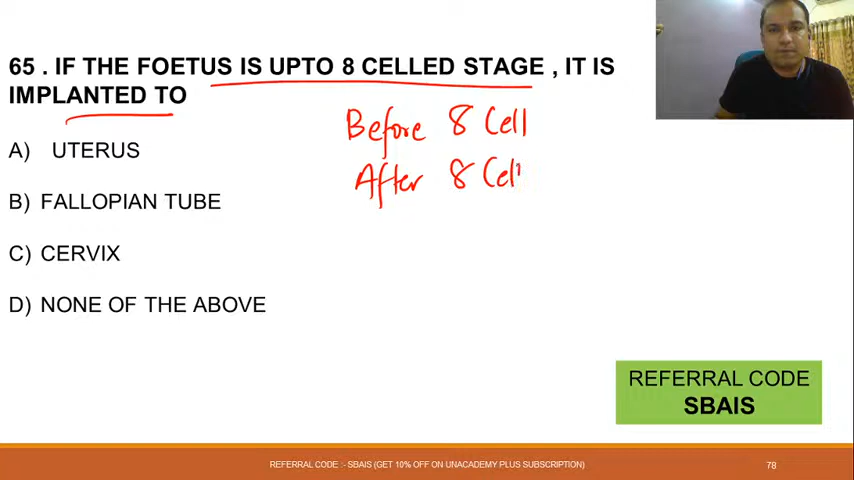 65 . IF THE FOETUS IS UPTO 8 CELLED STAGE , IT IS
IMPLANTED TO
Before 8 Cell
After 8 Cel
A) UTERUS
B) FALLOPIAN TUBE
C) CERVIX
D) NONE OF THE ABOVE
REFERRAL CODE
SBAIS
REFERRAL CODE :- SBAIS (GET 10% OFF ON UNACADEMY PLUS SUBSCRIPTION)
78